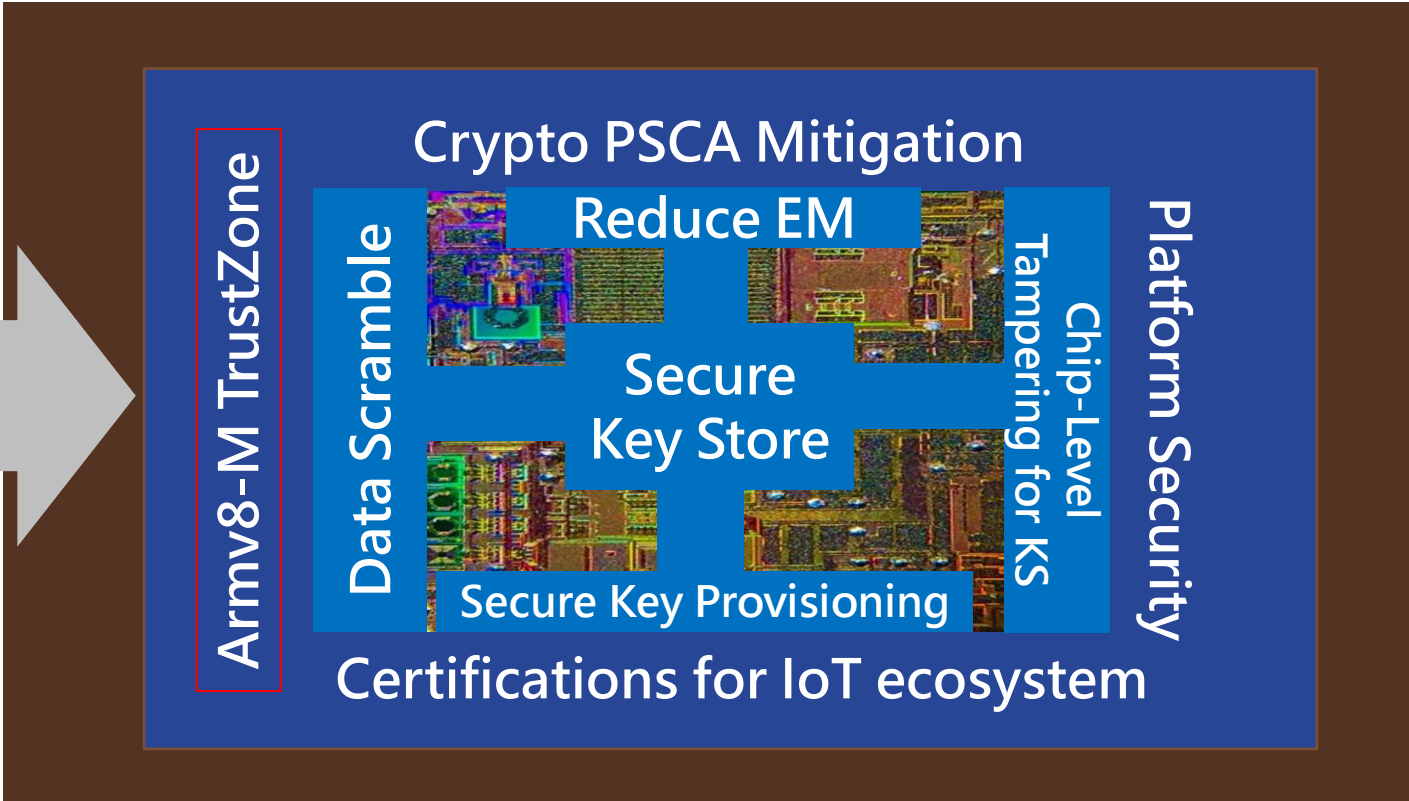 Crypto PSCA Mitigation
Armv8-M TrustZone
Data Scramble
Reduce EM
Secure
Key Store
Chip-Level
Tampering for KS
Platform Security
Secure Key Provisioning
Certifications for IoT ecosystem